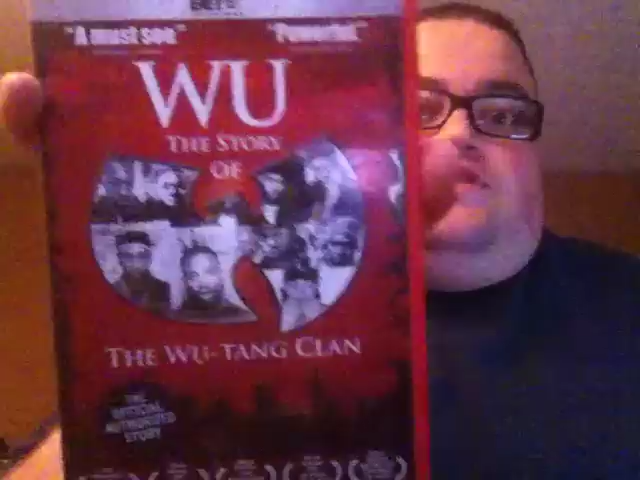 "A must see" "Powerful."
WU
THE STORY
OF
THE WU-TANG CLAN
THE
OFFICIAL
AUTHORIZED
STORY